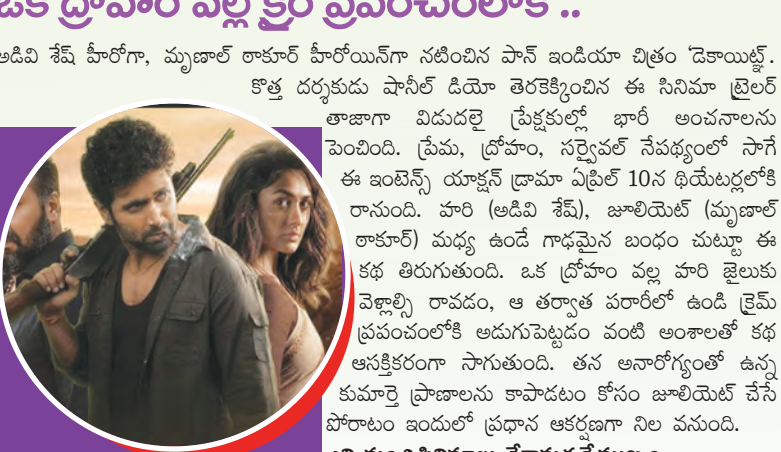 ఒక ద్రోహం వల్ల క్రైం ప్రపంచంలోకి ..
అడివి శేష్ హీరోగా, మృణాల్ ఠాకూర్ హీరోయిన్‌గా నటించిన పాన్ ఇండియా చిత్రం 'డెకాయిట్'.
కొత్త దర్శకుడు షానీల్ డియో తెరకెక్కించిన ఈ సినిమా ట్రైలర్
తాజాగా విడుదలై ప్రేక్షకుల్లో భారీ అంచనాలను
పెంచింది. ప్రేమ, ద్రోహం, సర్వైవల్ నేపథ్యంలో సాగే
ఈ ఇంటెన్స్ యాక్షన్ డ్రామా ఏప్రిల్ 10న థియేటర్లలోకి
రానుంది. హరి (అడివి శేష్), జూలియెట్ (మృణాల్
ఠాకూర్) మధ్య ఉండే గాఢమైన బంధం చుట్టూ ఈ
కథ తిరుగుతుంది. ఒక ద్రోహం వల్ల హరి జైలుకు
వెళ్లాల్సి రావడం, ఆ తర్వాత పరారీలో ఉండి క్రైమ్
ప్రపంచంలోకి అడుగుపెట్టడం వంటి అంశాలతో కథ
ఆసక్తికరంగా సాగుతుంది. తన అనారోగ్యంతో ఉన్న
కుమార్తె ప్రాణాలను కాపాడటం కోసం జూలియెట్ చేసే
పోరాటం ఇందులో ప్రధాన ఆకర్షణగా నిల వనుంది.